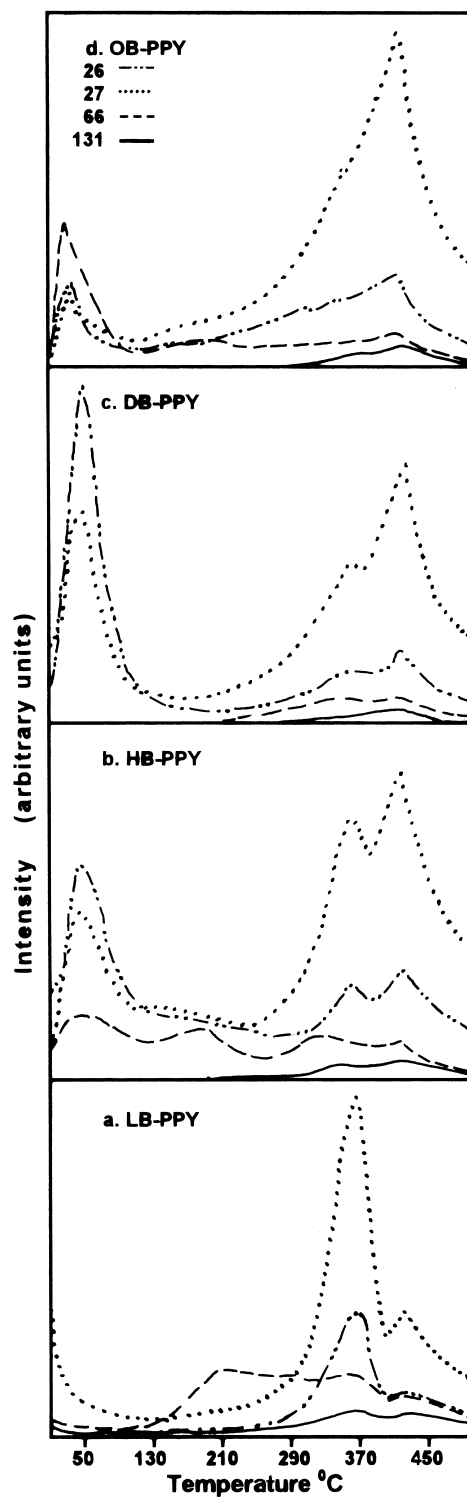 d. OB-PPY
26
27
66
131
c. DB-PPY
b. HB-PPY
a. LB-PPY
Intensity (arbitrary units)
50 130 210 290 370 450
Temperature ⁰C